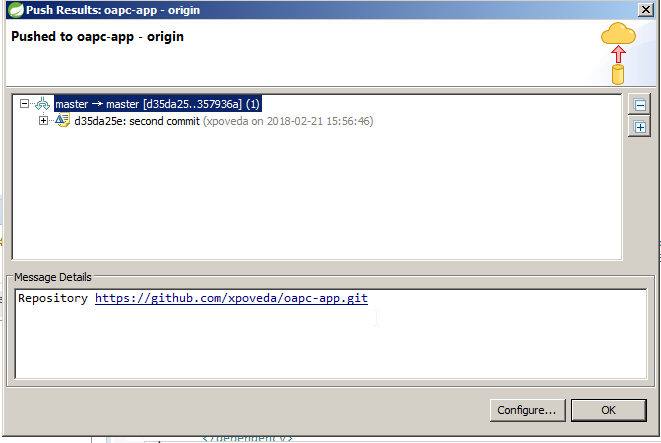 Push Results: oapc-app - origin
Pushed to oapc-app - origin
master → master [d35da25..357936a] (1)
d35da25e: second commit (xpoveda on 2018-02-21 15:56:46)
Message Details
Repository https://github.com/xpoveda/oapc-app.git
Configure...
OK
</dependency>